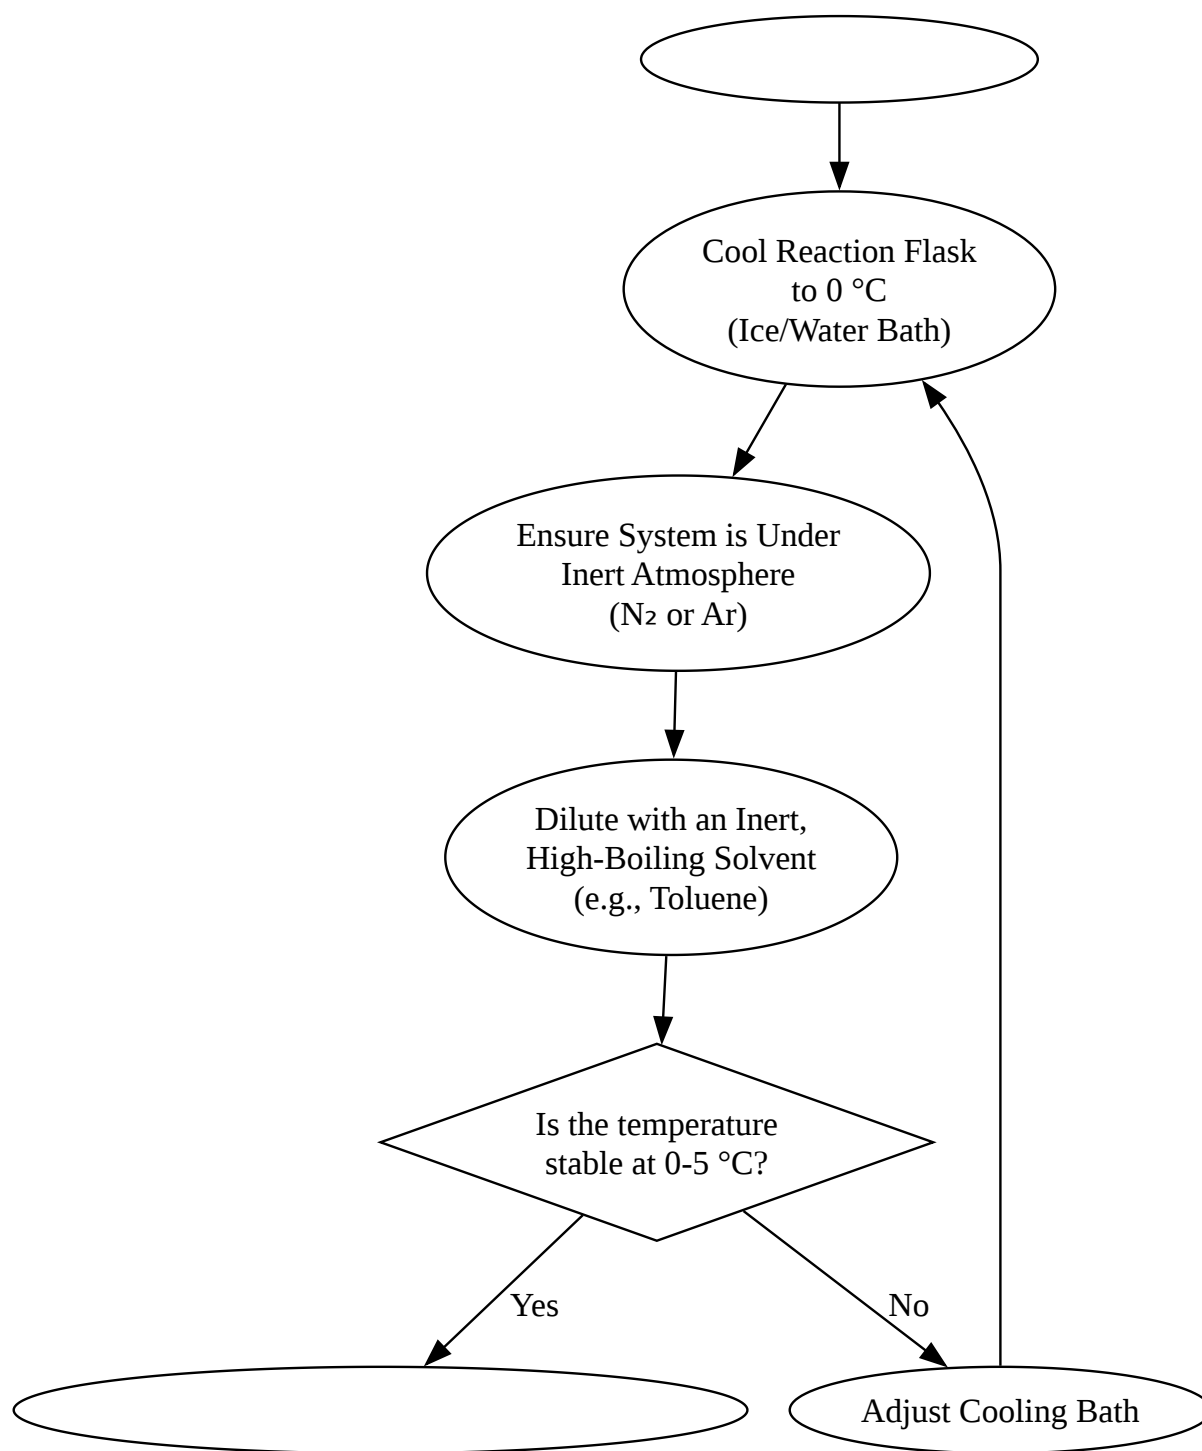 Cool Reaction Flask
to 0 °C
(Ice/Water Bath)
Ensure System is Under
Inert Atmosphere
(N₂ or Ar)
Dilute with an Inert,
High-Boiling Solvent
(e.g., Toluene)
Is the temperature
stable at 0-5 °C?
Yes
No
Adjust Cooling Bath